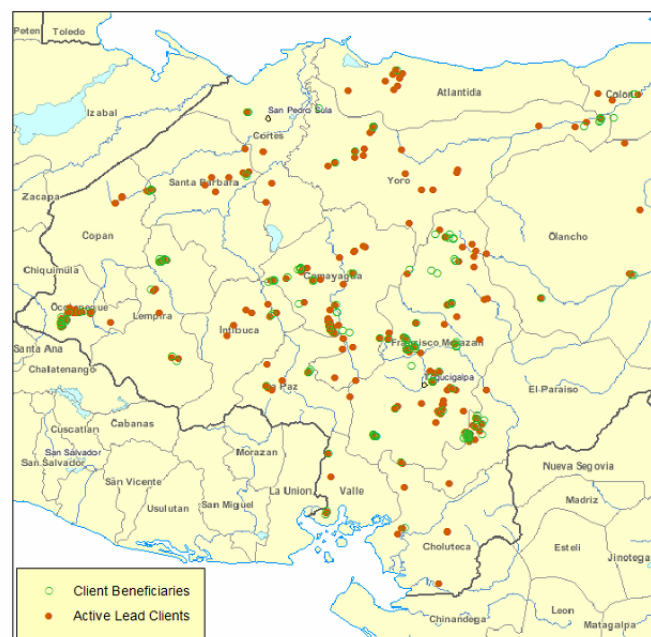 Peten
Toledo
Izabal
San Pedro Sula
Atlantida
Colon
Cortes
Zacapa
Santa Barbara
Yoro
Copan
Olancho
Chiquimula
Comayagua
Ocotepeque
Lempira
Intibuca
Francisco Morazan
Santa Ana
Chalatenango
Tegucigalpa
La Paz
El Paraiso
Cuscatlan
Cabanas
San Salvador
San Salvador
Morazan
San Vicente
La Union
Valle
Nueva Segovia
Usulutan
San Miguel
Madriz
Choluteca
Esteli
Jinotega
Client Beneficiaries
Active Lead Clients
Chinandega
Leon
Matagalpa